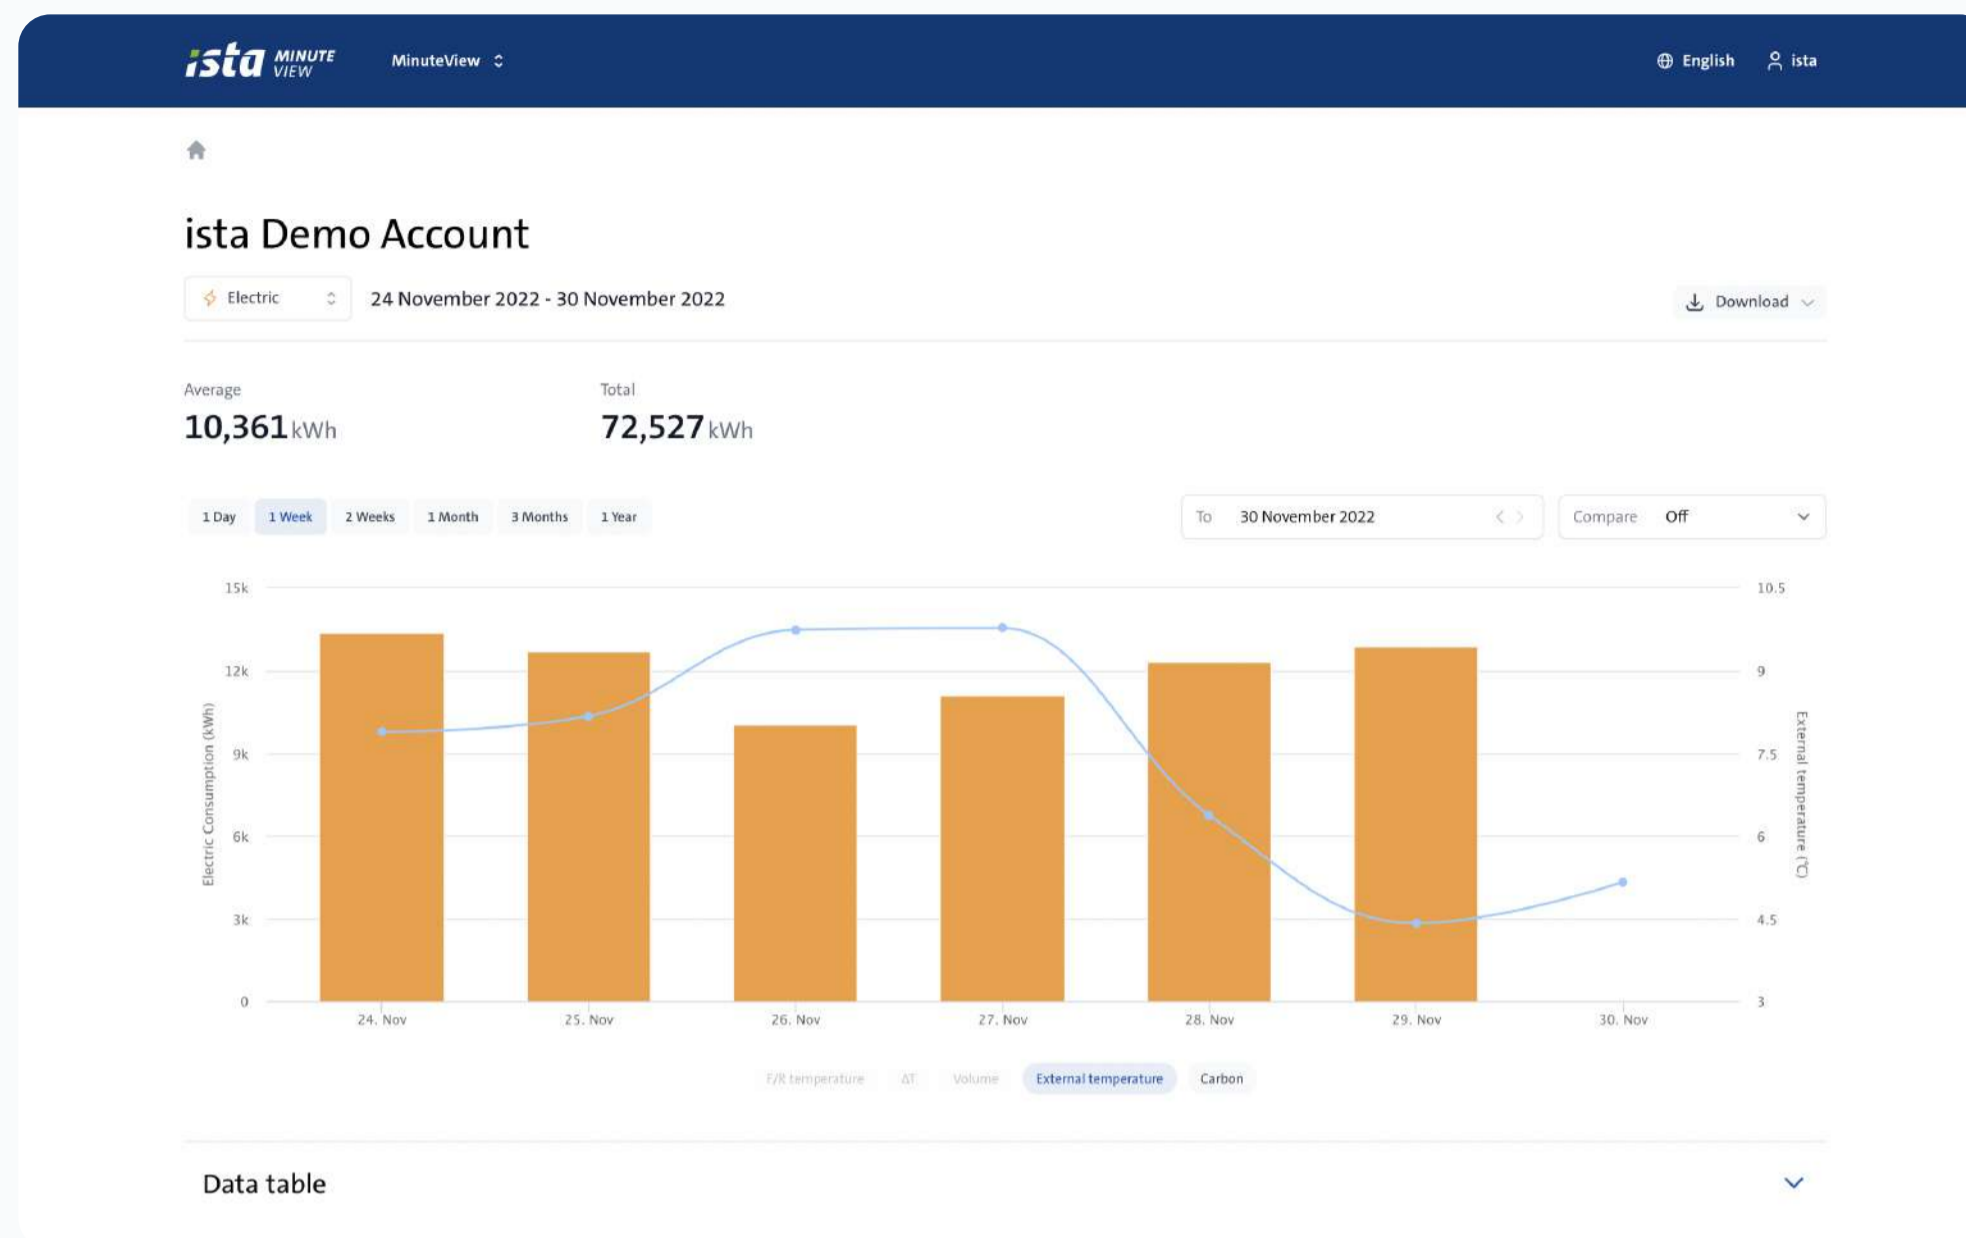 ista MINUTE VIEW MinuteView English ista
ista Demo Account
Electric 24 November 2022 - 30 November 2022 Download
Average Total
10,361 kWh 72,527 kWh
1 Day 1 Week 2 Weeks 1 Month 3 Months 1 Year To 30 November 2022 Compare Off
15k 10.5
12k 9
9k 7.5
6k 6
3k 4.5
0 3
Electric Consumption (kWh)
External temperature (°C)
24. Nov 25. Nov 26. Nov 27. Nov 28. Nov 29. Nov 30. Nov
F/R temperature ΔT Volume External temperature Carbon
Data table